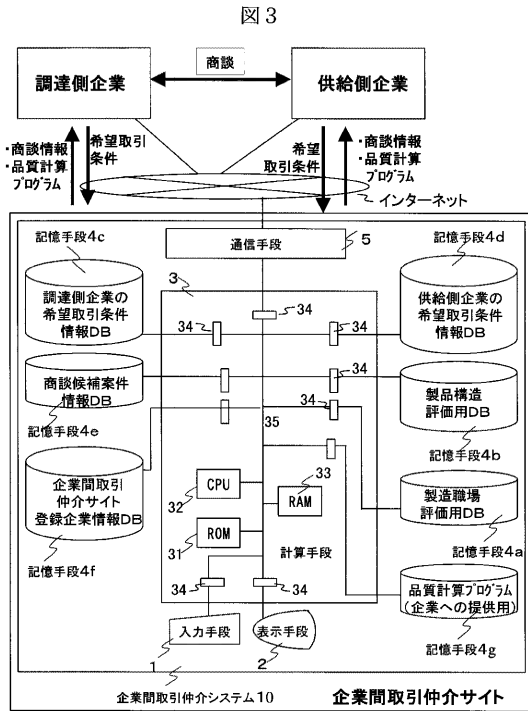 図3
商談
調達側企業
供給側企業
・商談情報
・品質計算
プログラム
希望取引
条件
希望
取引
条件
・商談情報
・品質計算
プログラム
インターネット
記憶手段4c
通信手段
5
記憶手段4d
3
調達側企業の
希望取引条件
情報DB
34
34
34
供給側企業の
希望取引条件
情報DB
商談候補案件
情報DB
34
34
製品構造
評価用DB
記憶手段4e
35
記憶手段4b
企業間取引
仲介サイト
登録企業情報DB
CPU
32
33
RAM
製造職場
評価用DB
ROM
31
計算手段
記憶手段4a
記憶手段4f
34
34
品質計算プログラム
(企業への提供用)
入力手段
表示手段
記憶手段4g
1
2
企業間取引仲介システム10
企業間取引仲介サイト